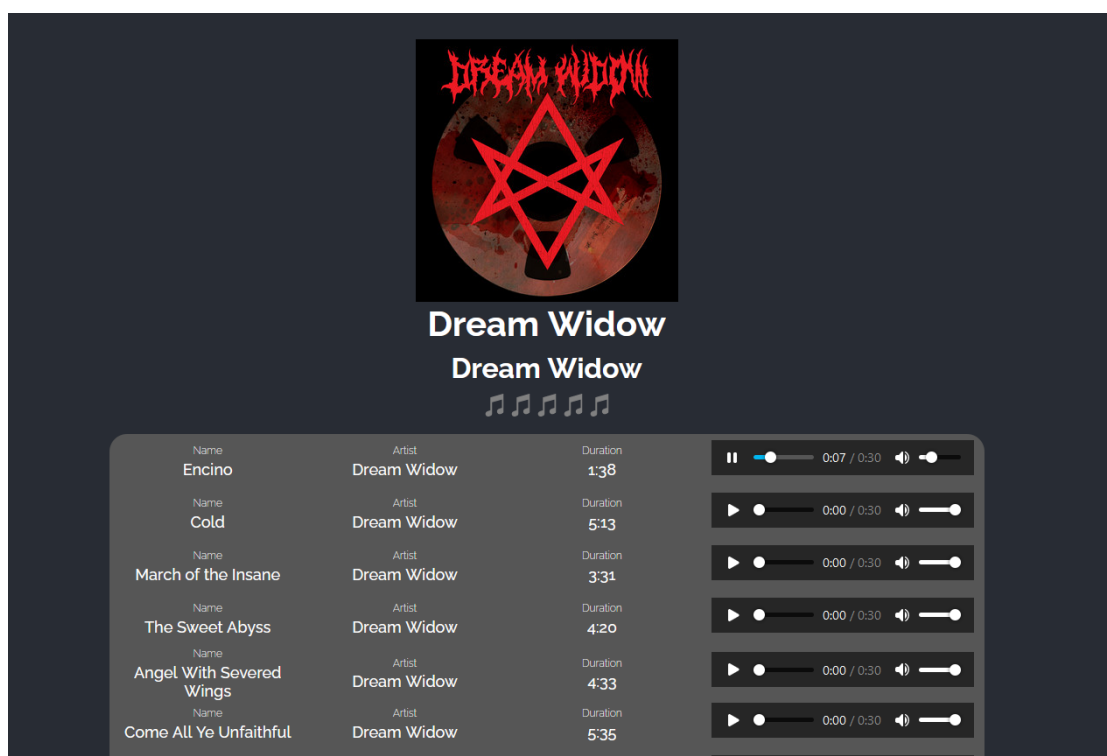 DREAM WIDOW
Dream Widow
Dream Widow
Name Artist Duration
Encino Dream Widow 1:38 0:07 / 0:30
Name Artist Duration
Cold Dream Widow 5:13 0:00 / 0:30
Name Artist Duration
March of the Insane Dream Widow 3:31 0:00 / 0:30
Name Artist Duration
The Sweet Abyss Dream Widow 4:20 0:00 / 0:30
Name Artist Duration
Angel With Severed
Wings Dream Widow 4:33 0:00 / 0:30
Name Artist Duration
Come All Ye Unfaithful Dream Widow 5:35 0:00 / 0:30